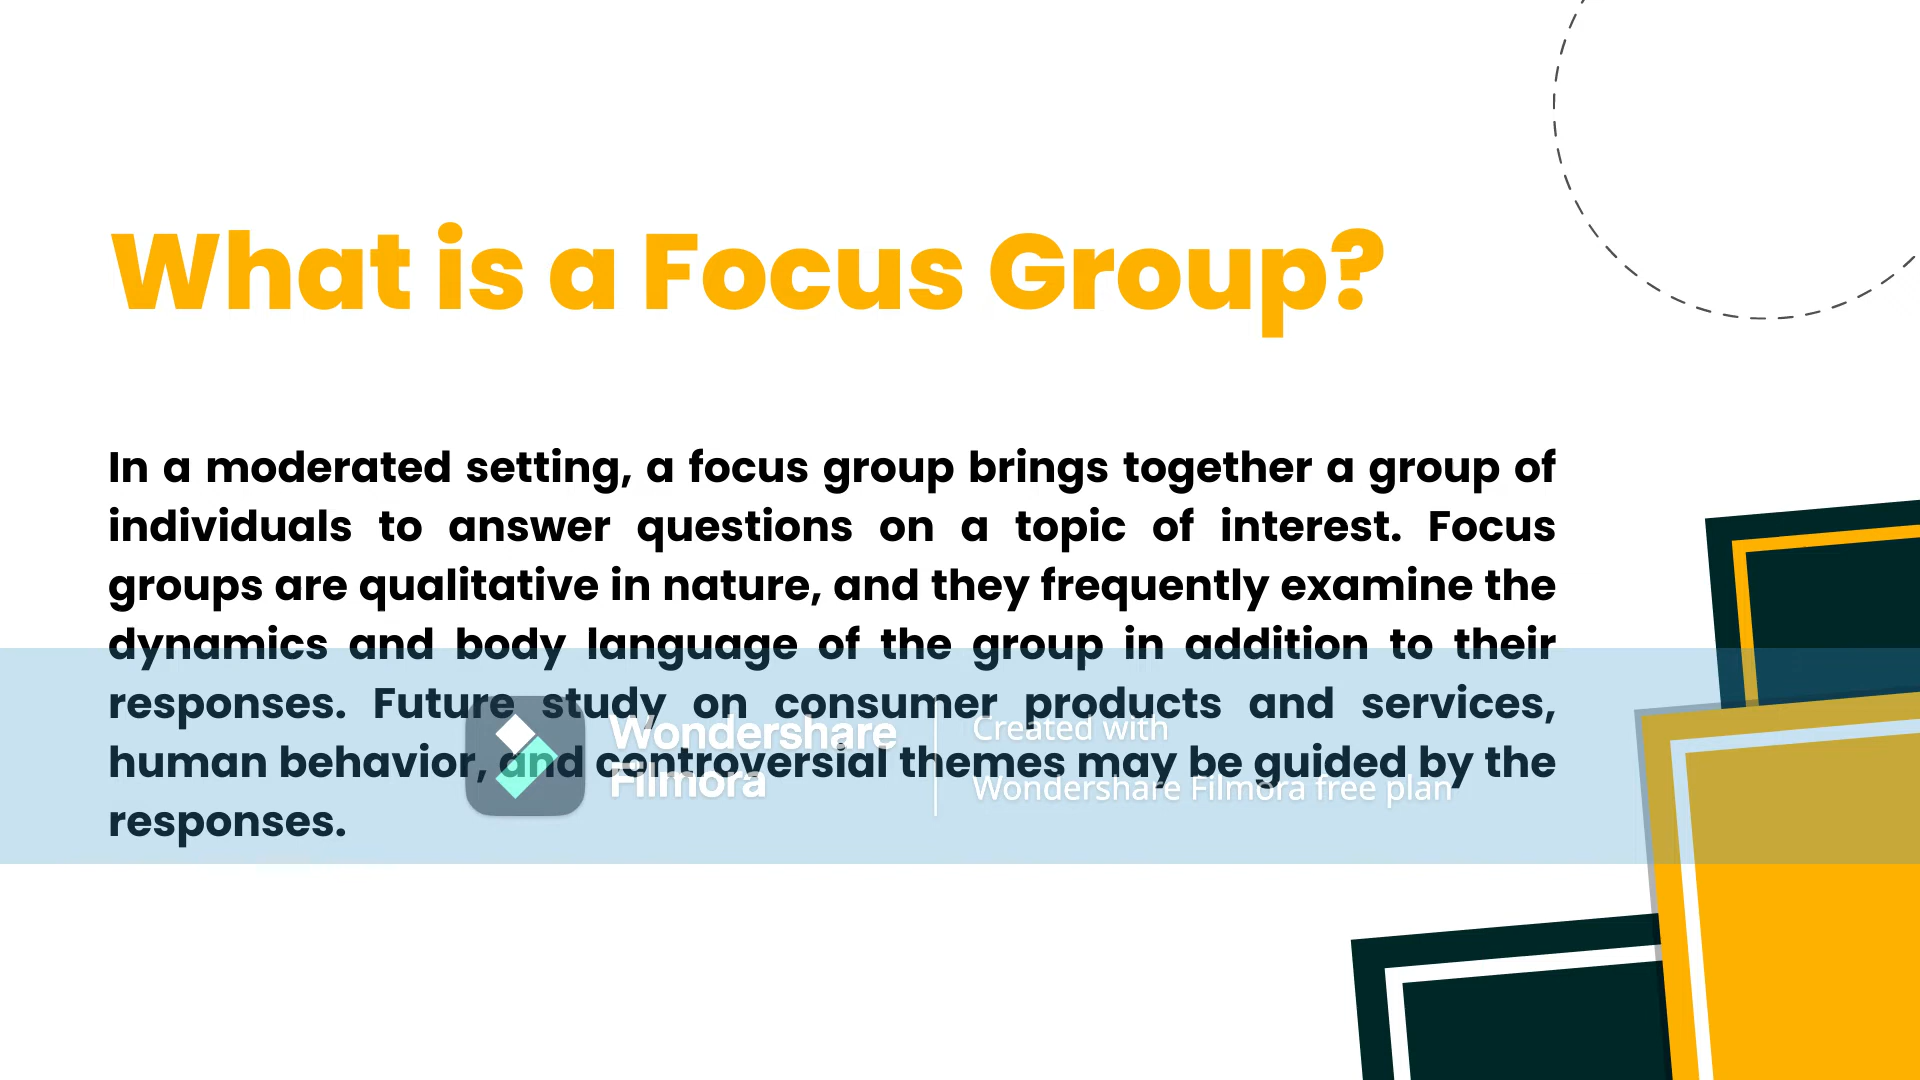 What is a Focus Group?
In a moderated setting, a focus group brings together a group of
individuals to answer questions on a topic of interest. Focus
groups are qualitative in nature, and they frequently examine the
dynamics and body language of the group in addition to their
responses. Future study on consumer products and services,
human behavior, and controversial themes may be guided by the
responses.
Wondershare
Filmora
Created with
Wondershare Filmora free plan